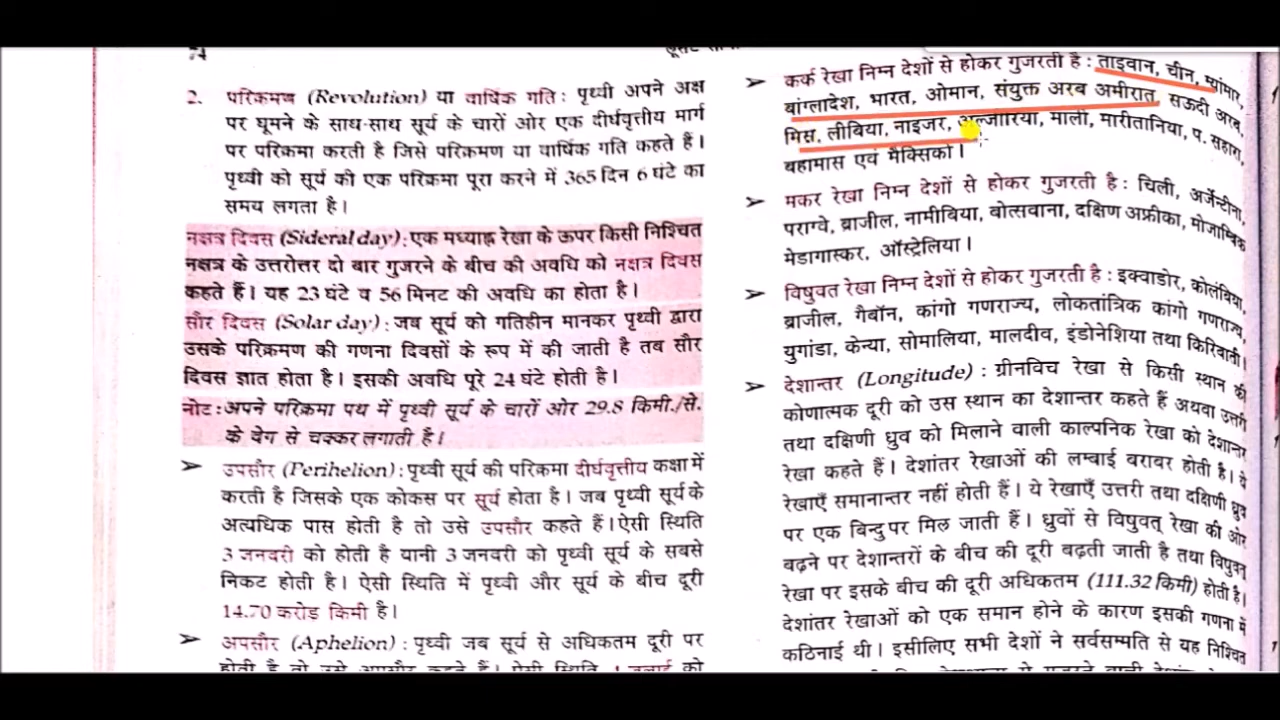 74
2. परिक्रमण (Revolution) या वार्षिक गति : पृथ्वी अपने अक्ष
पर घूमने के साथ-साथ सूर्य के चारों ओर एक दीर्घवृत्तीय मार्ग
पर परिक्रमा करती है जिसे परिक्रमण या वार्षिक गति कहते हैं।
पृथ्वी को सूर्य की एक परिक्रमा पूरा करने में 365 दिन 6 घंटे का
समय लगता है।
नक्षत्र दिवस (Sideral day) : एक मध्याह्न रेखा के ऊपर किसी निश्चित
नक्षत्र के उत्तरोत्तर दो बार गुजरने के बीच की अवधि को नक्षत्र दिवस
कहते हैं। यह 23 घंटे व 56 मिनट की अवधि का होता है।
सौर दिवस (Solar day) : जब सूर्य को गतिहीन मानकर पृथ्वी द्वारा
उसके परिक्रमण की गणना दिवसों के रूप में की जाती है तब सौर
दिवस ज्ञात होता है। इसकी अवधि पूरे 24 घंटे होती है।
नोट : अपने परिक्रमा पथ में पृथ्वी सूर्य के चारों ओर 29.8 किमी./से.
के वेग से चक्कर लगाती है।
➤ उपसौर (Perihelion) : पृथ्वी सूर्य की परिक्रमा दीर्घवृत्तीय कक्षा में
करती है जिसके एक कोकस पर सूर्य होता है। जब पृथ्वी सूर्य के
अत्यधिक पास होती है तो उसे उपसौर कहते हैं। ऐसी स्थिति
3 जनवरी को होती है यानी 3 जनवरी को पृथ्वी सूर्य के सबसे
निकट होती है। ऐसी स्थिति में पृथ्वी और सूर्य के बीच दूरी
14.70 करोड़ किमी है।
➤ अपसौर (Aphelion) : पृथ्वी जब सूर्य से अधिकतम दूरी पर
होती है तो उसे अपसौर कहते हैं। ऐसी स्थिति 4 जुलाई को
➤ कर्क रेखा निम्न देशों से होकर गुजरती है : ताइवान, चीन, म्यांमार,
बांग्लादेश, भारत, ओमान, संयुक्त अरब अमीरात, सऊदी अरब,
मिस्र, लीबिया, नाइजर, अल्जीरिया, माली, मारीतानिया, प. सहारा,
बहामास एवं मैक्सिको।
➤ मकर रेखा निम्न देशों से होकर गुजरती है : चिली, अर्जेन्टीना,
पराग्वे, ब्राजील, नामीबिया, बोत्सवाना, दक्षिण अफ्रीका, मोजाम्बिक
मेडागास्कर, ऑस्ट्रेलिया।
➤ विषुवत रेखा निम्न देशों से होकर गुजरती है : इक्वाडोर, कोलंबिया,
ब्राजील, गैबॉन, कांगो गणराज्य, लोकतांत्रिक कांगो गणराज्य,
युगांडा, केन्या, सोमालिया, मालदीव, इंडोनेशिया तथा किरिबाती।
➤ देशान्तर (Longitude) : ग्रीनविच रेखा से किसी स्थान की
कोणात्मक दूरी को उस स्थान का देशान्तर कहते हैं अथवा उत्तरी
तथा दक्षिणी ध्रुव को मिलाने वाली काल्पनिक रेखा को देशान्तर
रेखा कहते हैं। देशांतर रेखाओं की लम्बाई बराबर होती है। ये
रेखाएँ समानान्तर नहीं होती हैं। ये रेखाएँ उत्तरी तथा दक्षिणी ध्रुव
पर एक बिन्दु पर मिल जाती हैं। ध्रुवों से विषुवत् रेखा की ओर
बढ़ने पर देशान्तरों के बीच की दूरी बढ़ती जाती है तथा विषुवत्
रेखा पर इसके बीच की दूरी अधिकतम (111.32 किमी) होती है।
देशांतर रेखाओं को एक समान होने के कारण इसकी गणना में
कठिनाई थी। इसीलिए सभी देशों ने सर्वसम्मति से यह निश्चित